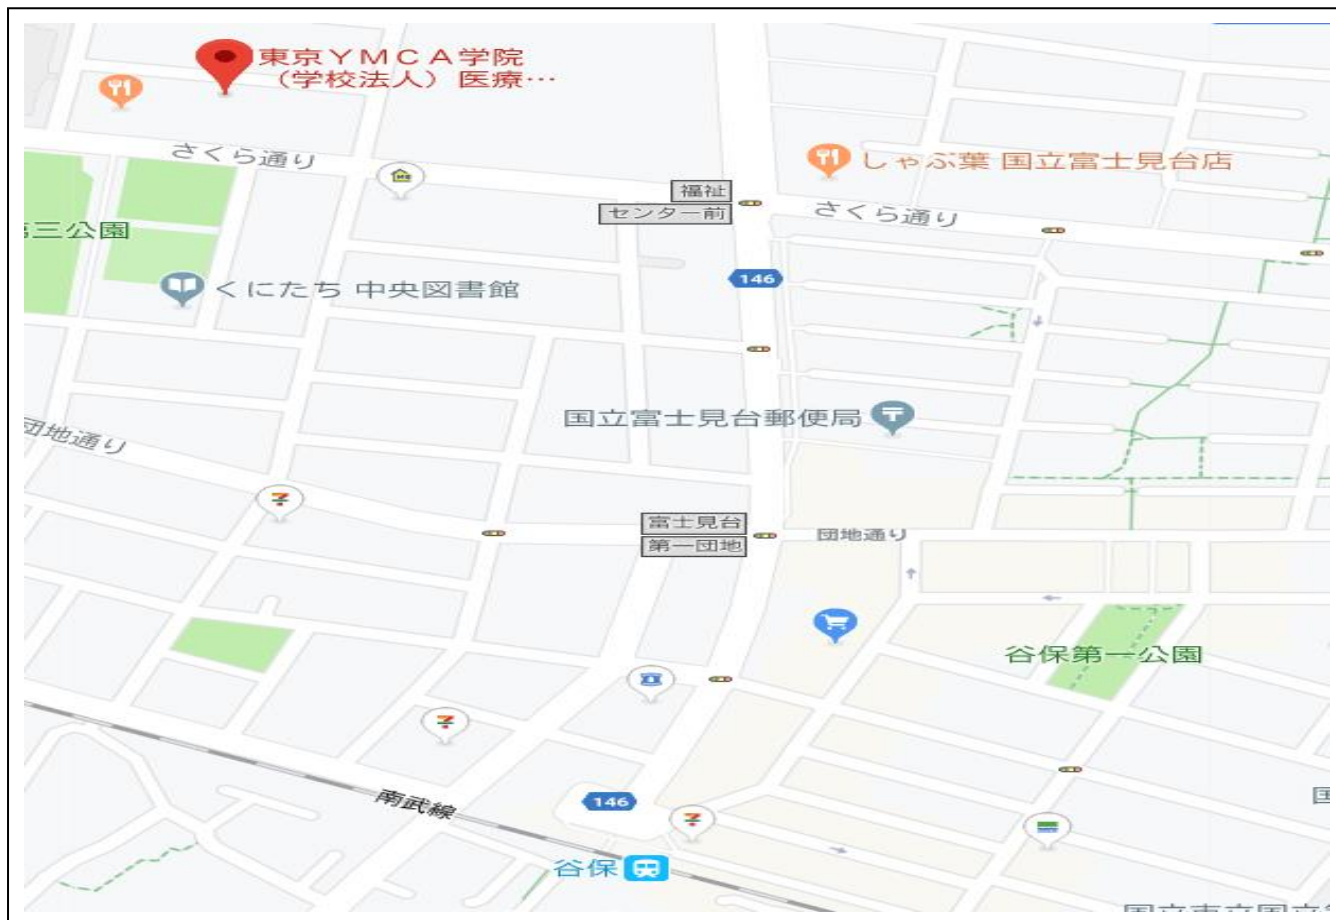 東京ＹＭＣＡ学院
（学校法人）医療…
さくら通り
しゃぶ葉 国立富士見台店
福祉
センター前
さくら通り
三公園
146
くにたち 中央図書館
国立富士見台郵便局
団地通り
富士見台
第一団地
団地通り
谷保第一公園
南武線
146
谷保